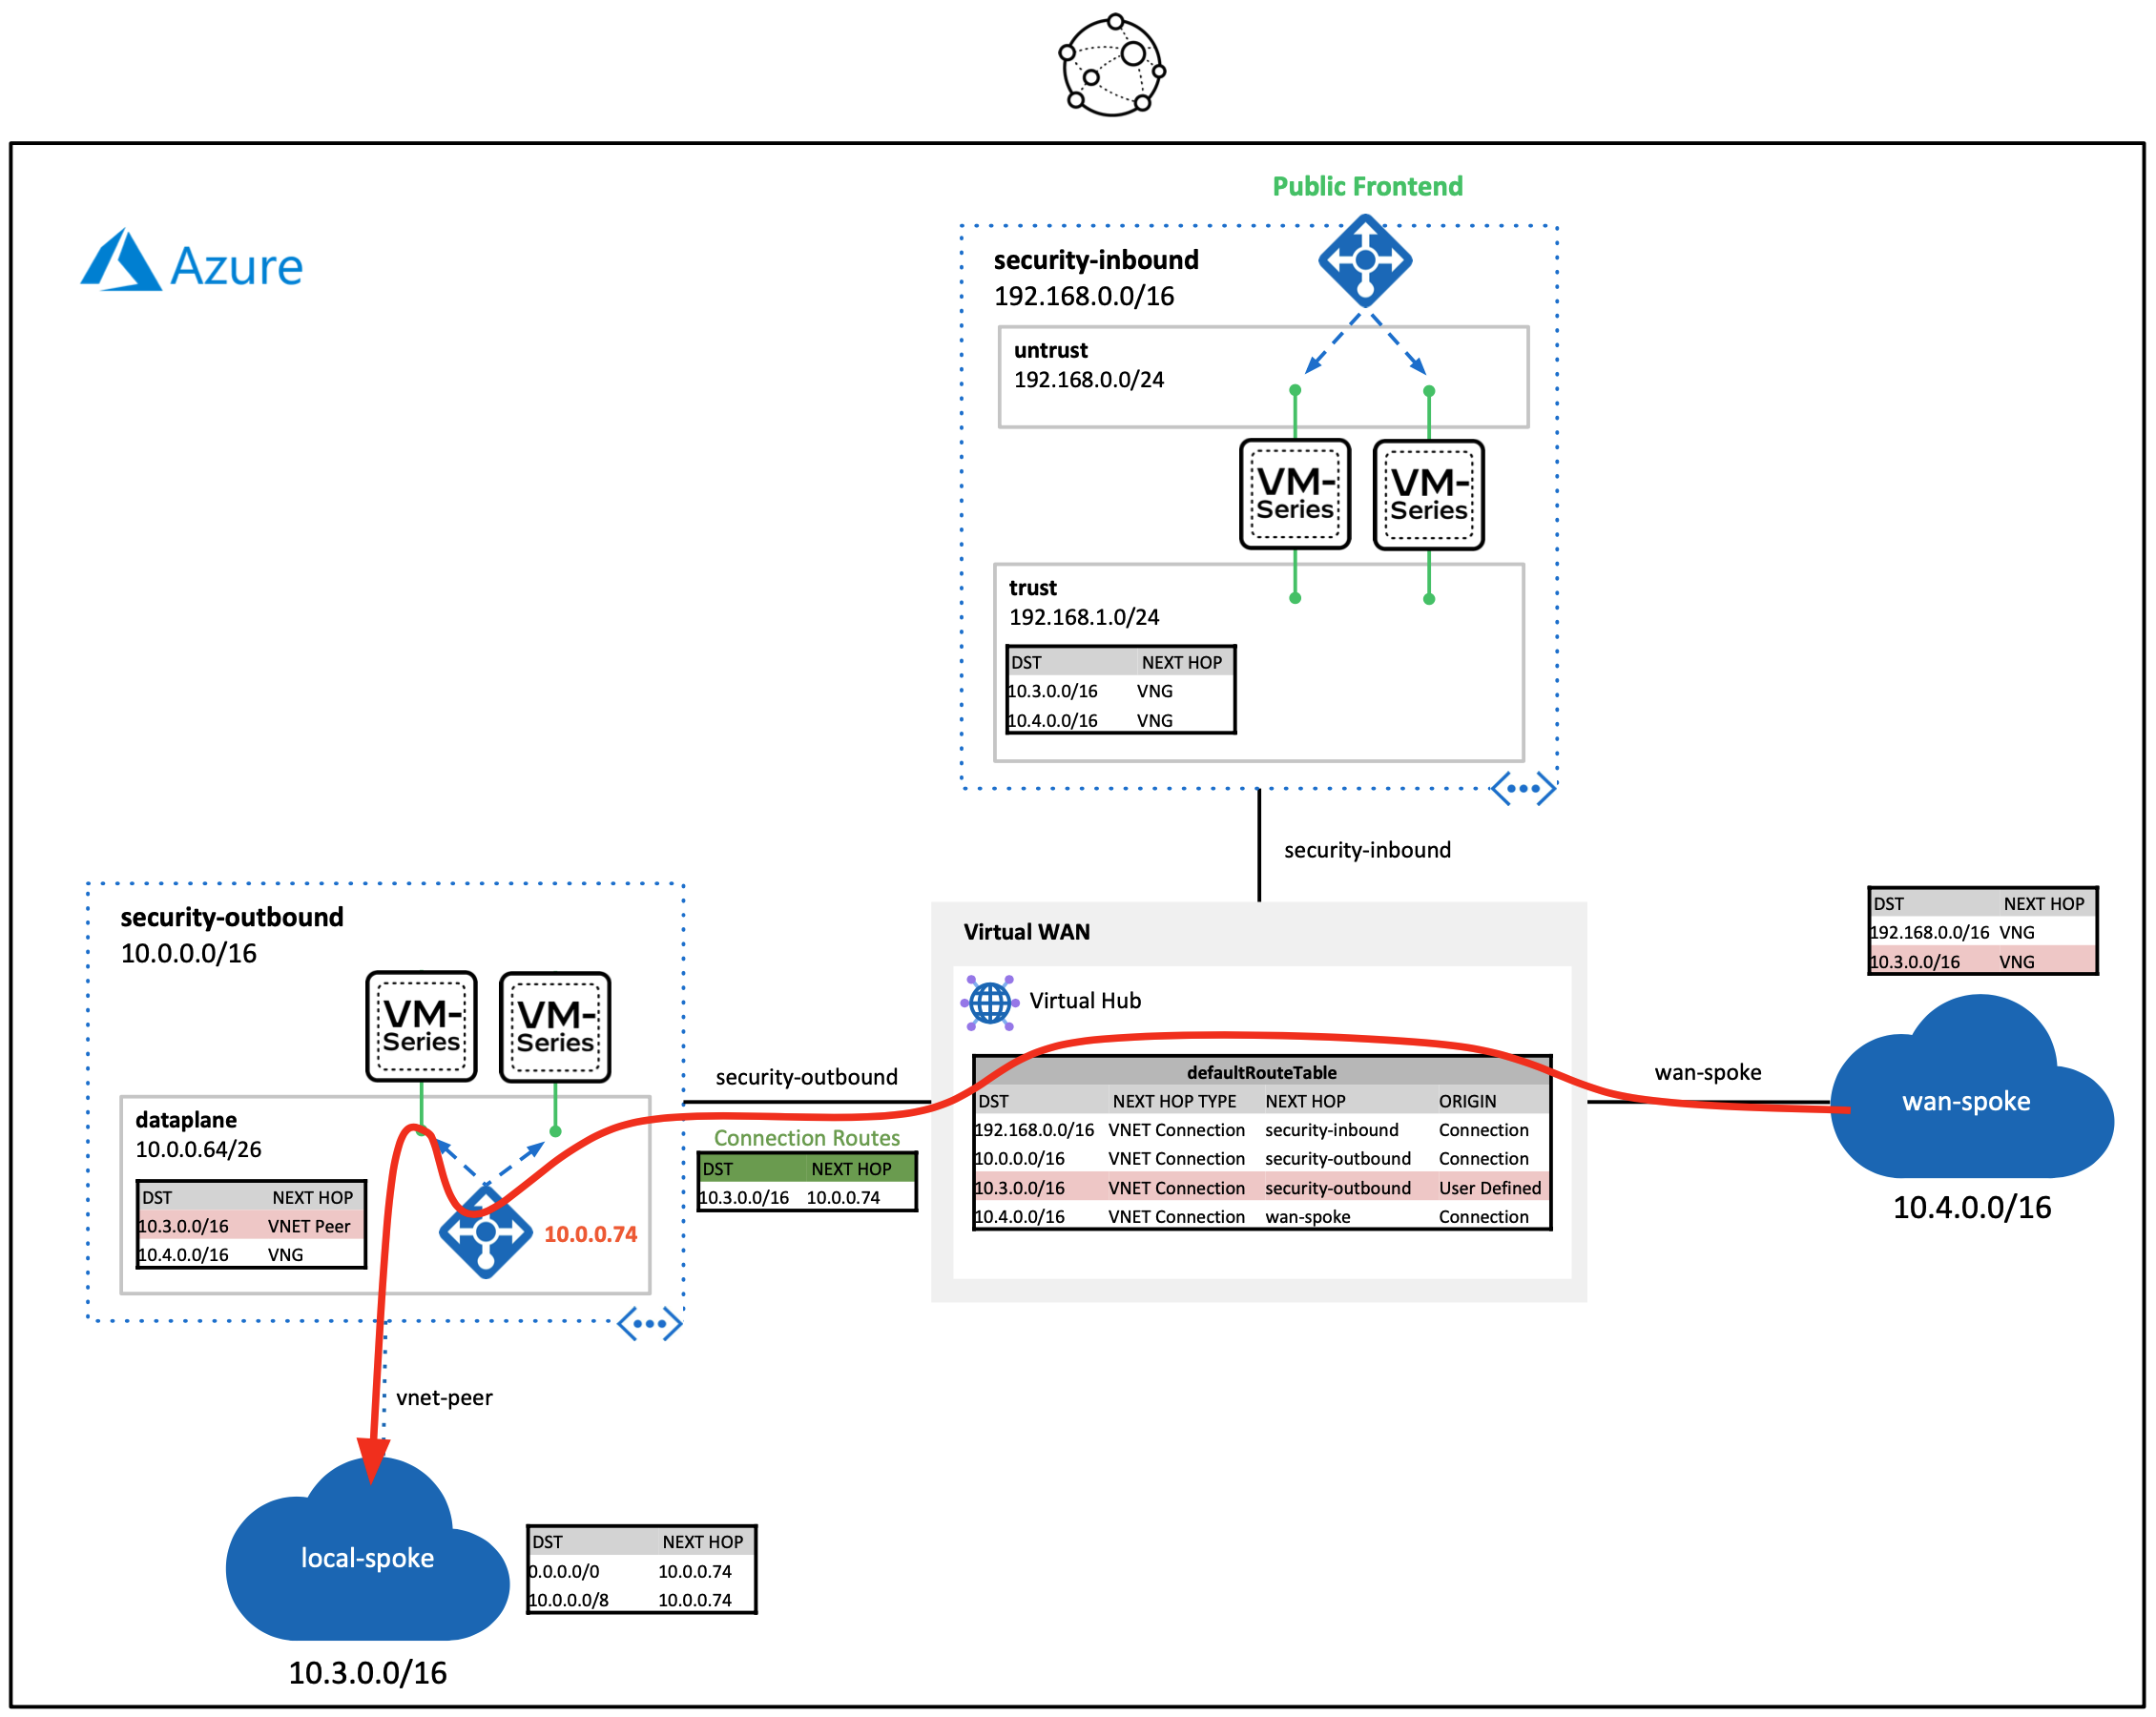 Public Frontend
Azure
security-inbound
192.168.0.0/16
untrust
192.168.0.0/24
VM-
Series
VM-
Series
trust
192.168.1.0/24
DST NEXT HOP
10.3.0.0/16 VNG
10.4.0.0/16 VNG
security-inbound
security-outbound
10.0.0.0/16
VM-
Series
VM-
Series
dataplane
10.0.0.64/26
DST NEXT HOP
10.3.0.0/16 VNET Peer
10.4.0.0/16 VNG
10.0.0.74
security-outbound
Connection Routes
DST NEXT HOP
10.3.0.0/16 10.0.0.74
Virtual WAN
Virtual Hub
defaultRouteTable
DST NEXT HOP TYPE NEXT HOP ORIGIN
192.168.0.0/16 VNET Connection security-inbound Connection
10.0.0.0/16 VNET Connection security-outbound Connection
10.3.0.0/16 VNET Connection security-outbound User Defined
10.4.0.0/16 VNET Connection wan-spoke Connection
wan-spoke
DST NEXT HOP
192.168.0.0/16 VNG
10.3.0.0/16 VNG
wan-spoke
10.4.0.0/16
vnet-peer
local-spoke
10.3.0.0/16
DST NEXT HOP
0.0.0.0/0 10.0.0.74
10.0.0.0/8 10.0.0.74